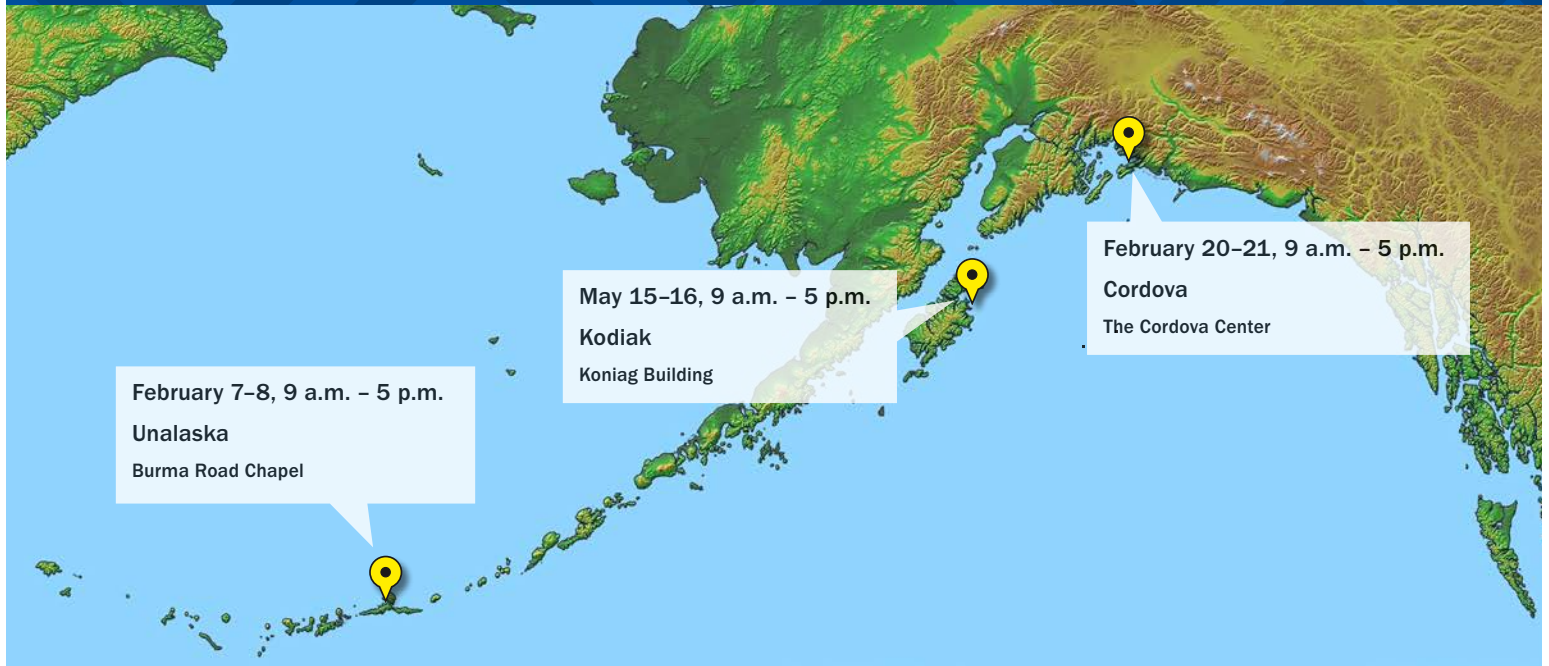 February 20–21, 9 a.m. – 5 p.m.
Cordova
The Cordova Center
May 15–16, 9 a.m. – 5 p.m.
Kodiak
Koniag Building
February 7–8, 9 a.m. – 5 p.m.
Unalaska
Burma Road Chapel